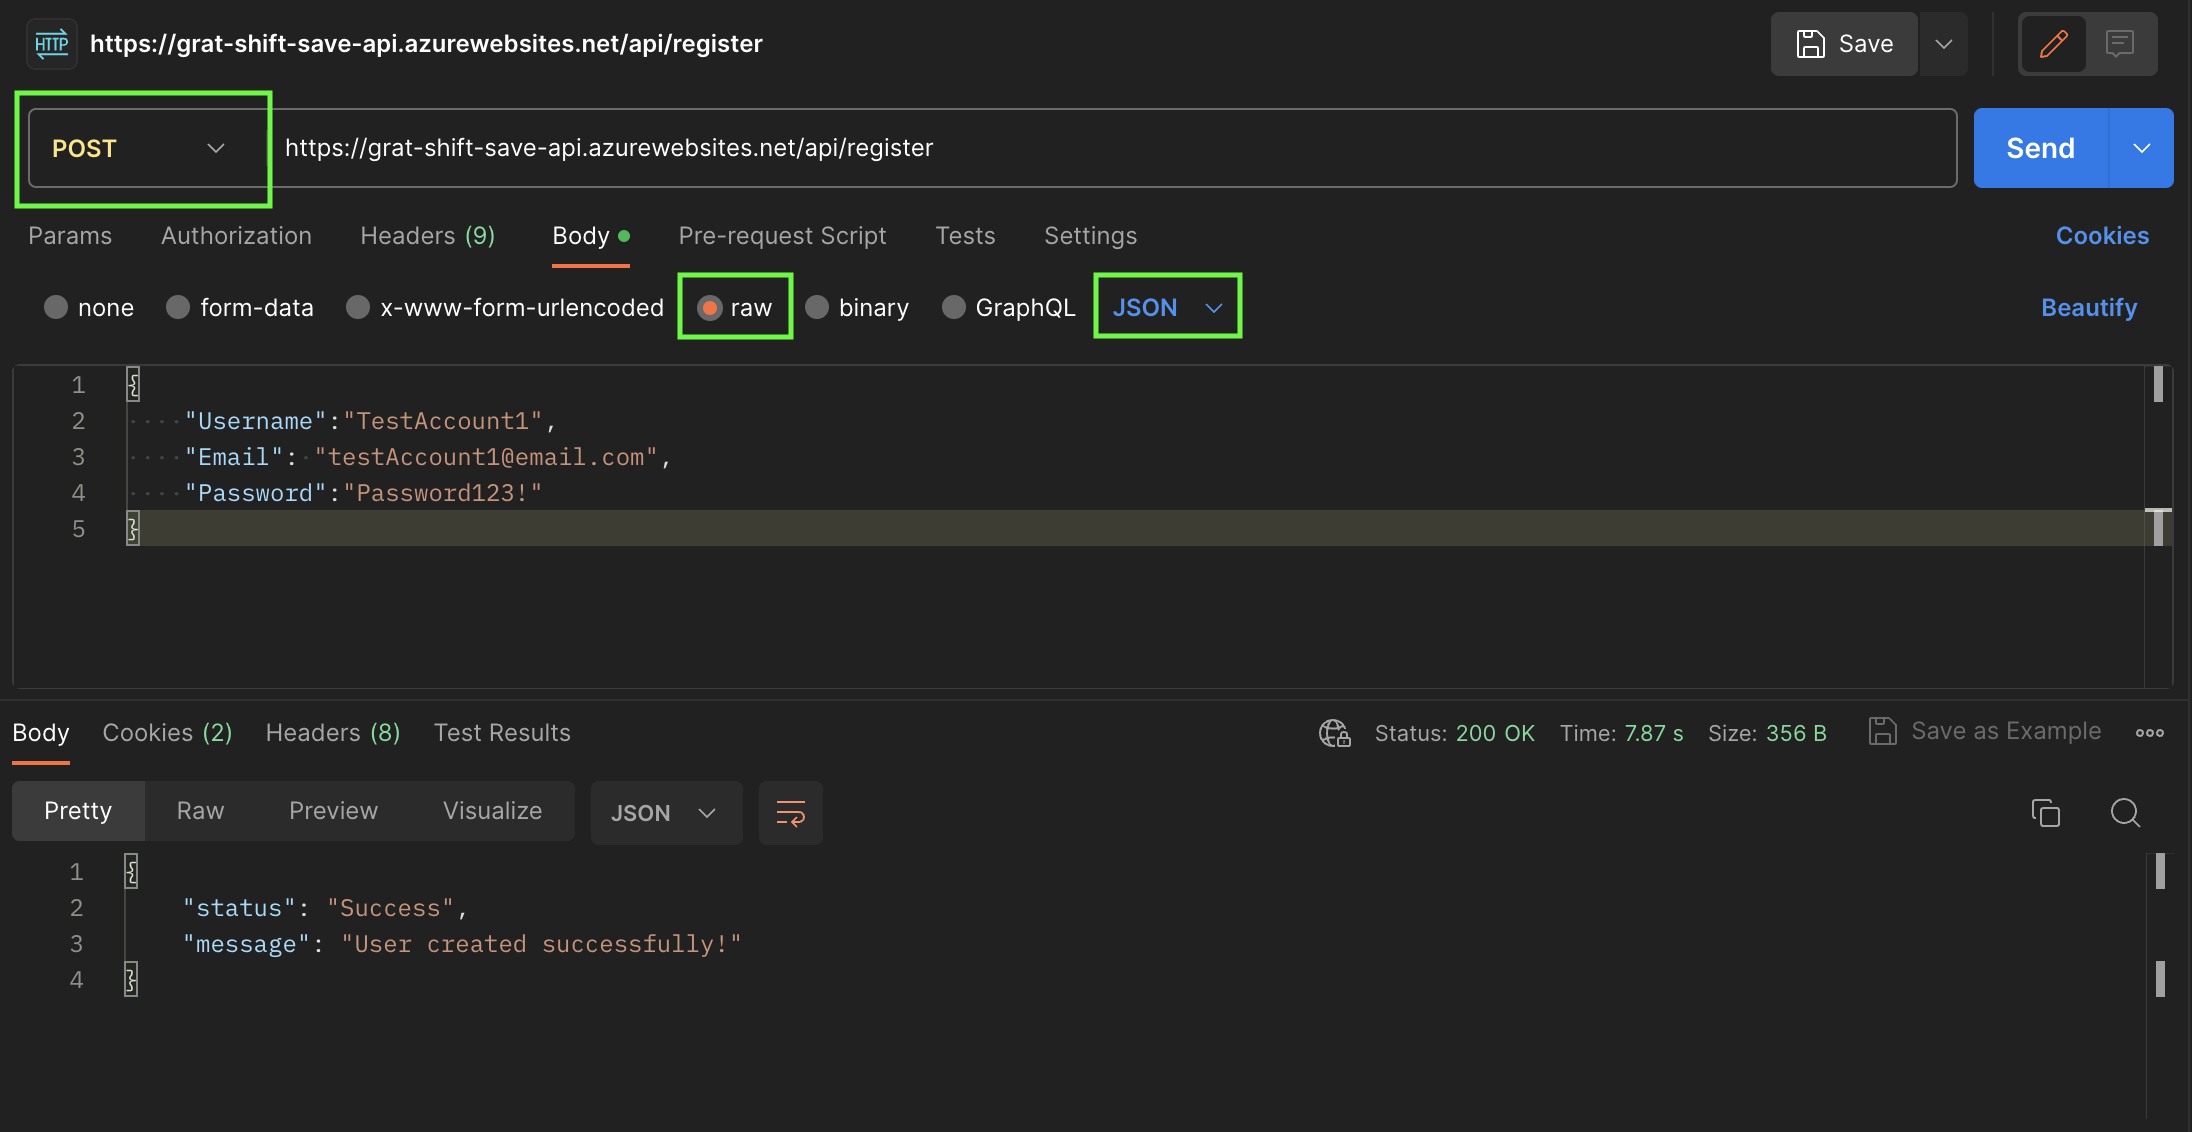 HTTP https://grat-shift-save-api.azurewebsites.net/api/register Save
POST https://grat-shift-save-api.azurewebsites.net/api/register Send
Params Authorization Headers (9) Body Pre-request Script Tests Settings Cookies
none form-data x-www-form-urlencoded raw binary GraphQL JSON Beautify
1 {
2 "Username":"TestAccount1",
3 "Email": "testAccount1@email.com",
4 "Password":"Password123!"
5 }
Body Cookies (2) Headers (8) Test Results Status: 200 OK Time: 7.87 s Size: 356 B Save as Example
Pretty Raw Preview Visualize JSON
1 {
2 "status": "Success",
3 "message": "User created successfully!"
4 }